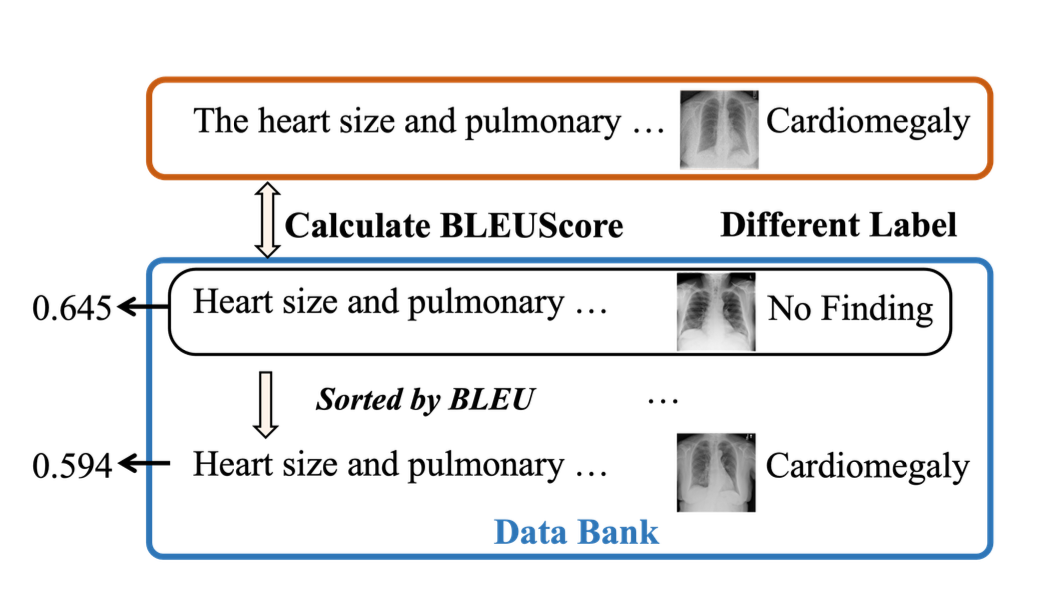 The heart size and pulmonary … Cardiomegaly
Calculate BLEUScore Different Label
0.645 Heart size and pulmonary … No Finding
Sorted by BLEU …
0.594 Heart size and pulmonary … Cardiomegaly
Data Bank